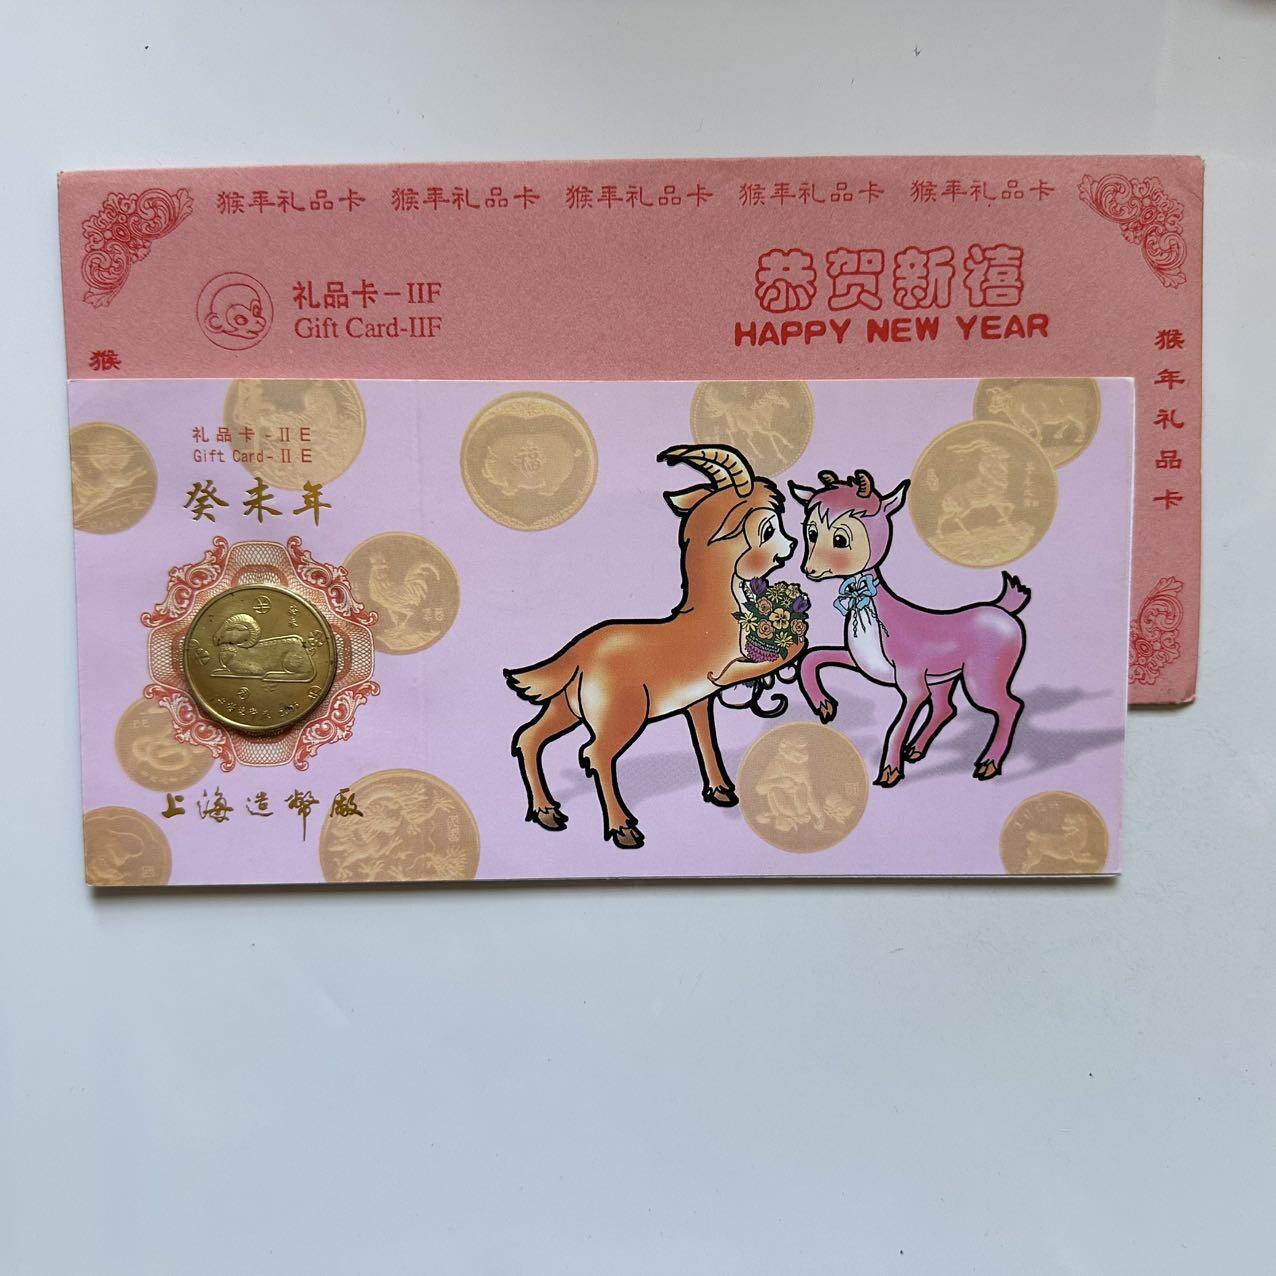 猴年礼品卡 猴年礼品卡 猴年礼品卡 猴年礼品卡 猴年礼品卡
礼品卡-IIF
Gift Card-IIF
恭贺新禧
HAPPY NEW YEAR
猴
猴年礼品卡
礼品卡-II E
Gift Card-II E
癸未年
上海造幣廠
福